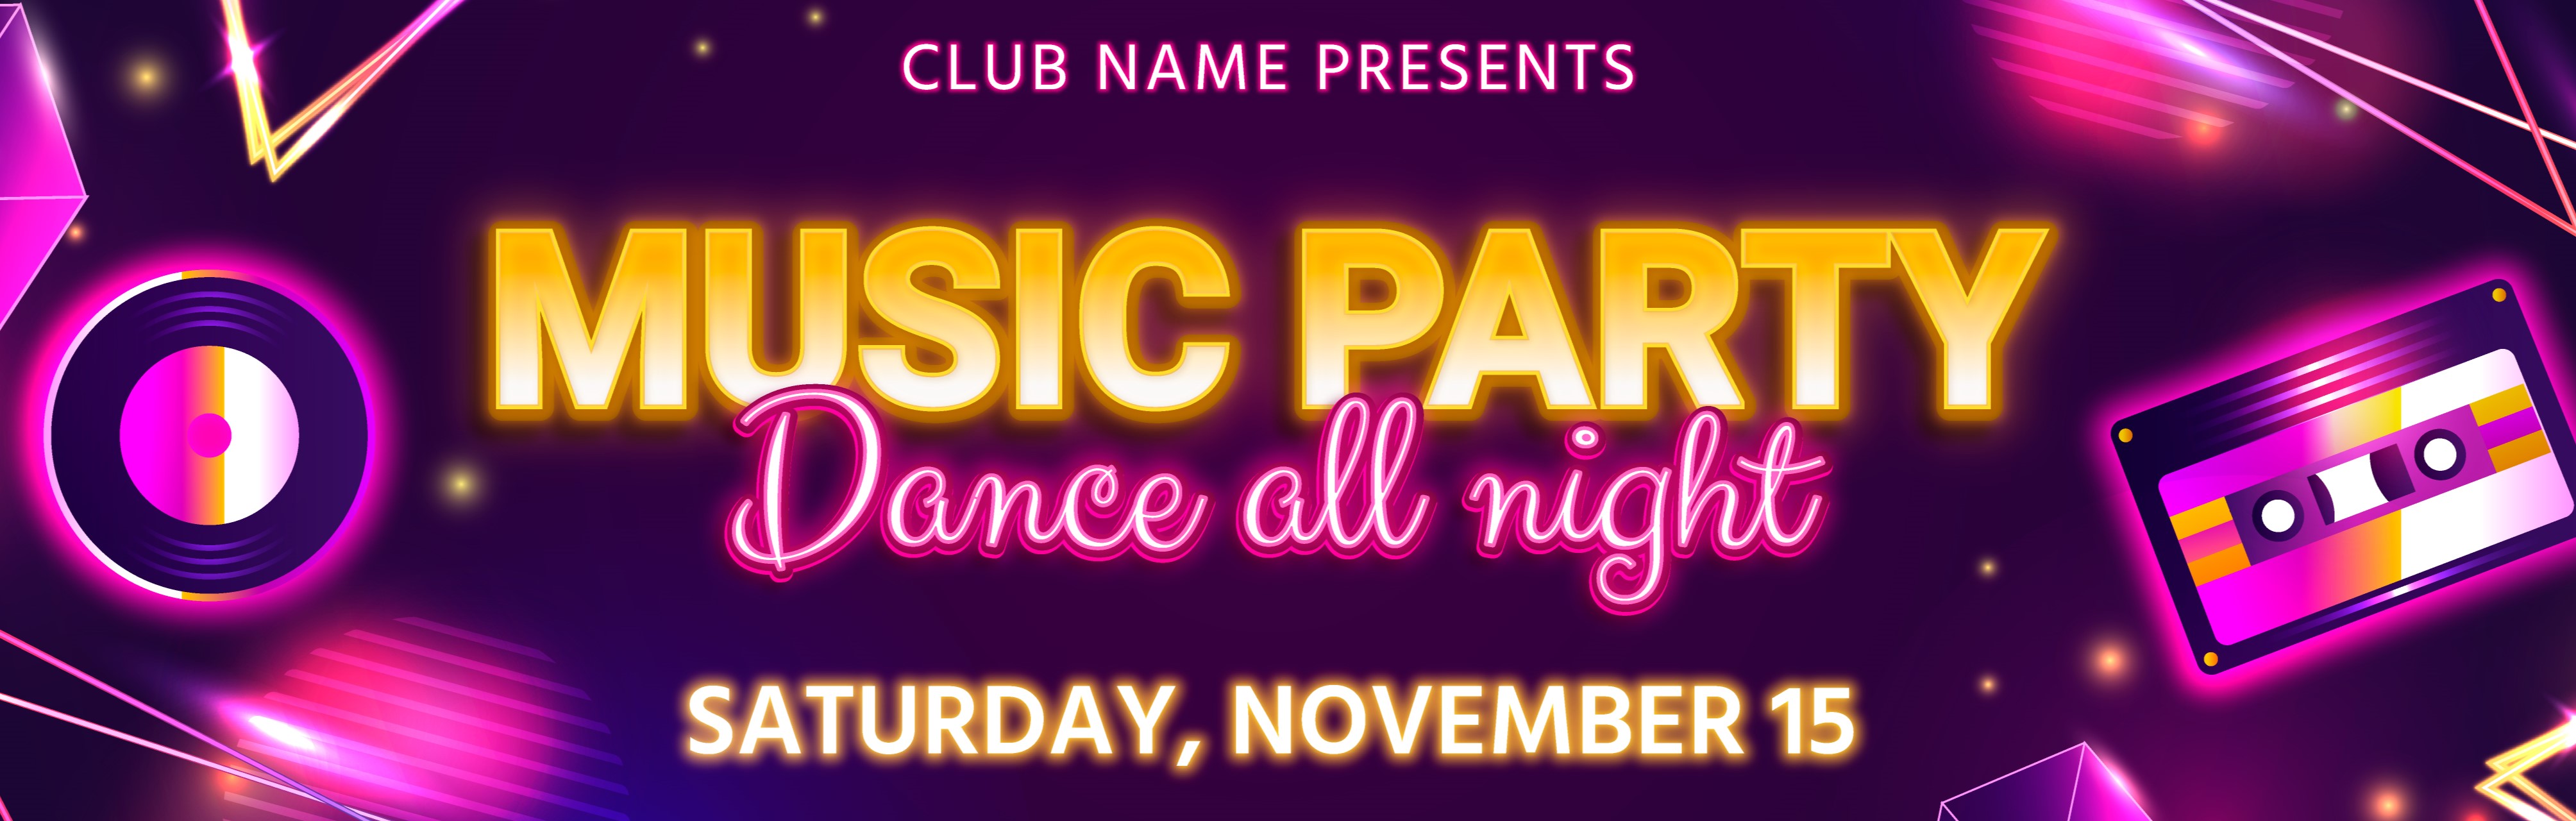 CLUB NAME PRESENTS
MUSIC PARTY
Dance all night
SATURDAY, NOVEMBER 15